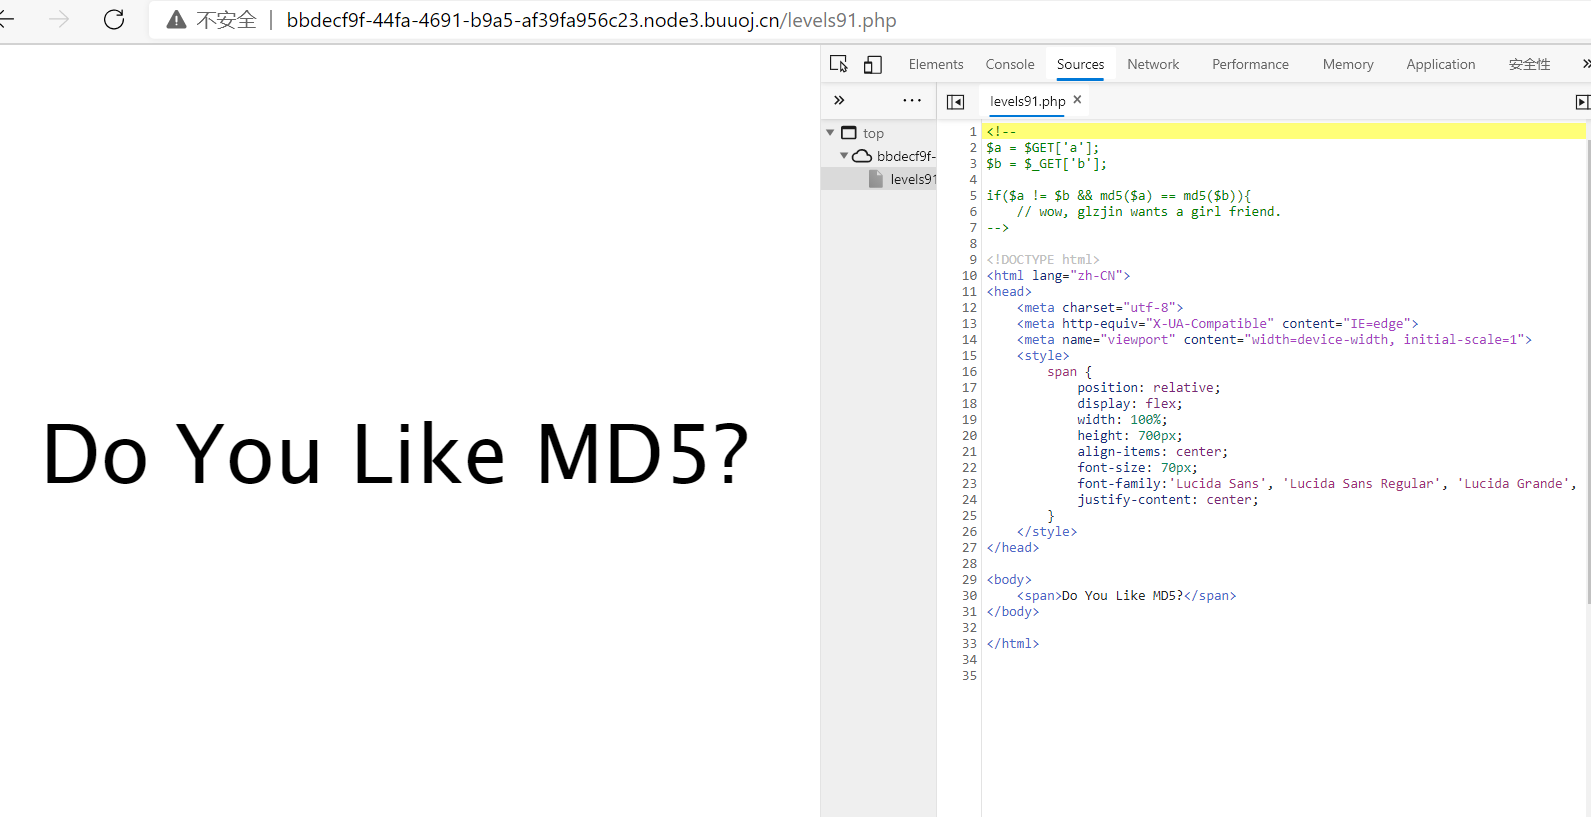 不安全 | bbdecf9f-44fa-4691-b9a5-af39fa956c23.node3.buuoj.cn/levels91.php
Do You Like MD5?
Elements Console Sources Network Performance Memory Application 安全性 »
» ... levels91.php ×
top
bbdecf9f-
levels91
1 <!--
2 $a = $GET['a'];
3 $b = $_GET['b'];
4
5 if($a != $b && md5($a) == md5($b)){
6     // wow, glzjin wants a girl friend.
7 -->
8
9 <!DOCTYPE html>
10 <html lang="zh-CN">
11 <head>
12     <meta charset="utf-8">
13     <meta http-equiv="X-UA-Compatible" content="IE=edge">
14     <meta name="viewport" content="width=device-width, initial-scale=1">
15     <style>
16         span {
17             position: relative;
18             display: flex;
19             width: 100%;
20             height: 700px;
21             align-items: center;
22             font-size: 70px;
23             font-family:'Lucida Sans', 'Lucida Sans Regular', 'Lucida Grande',
24             justify-content: center;
25         }
26     </style>
27 </head>
28
29 <body>
30     <span>Do You Like MD5?</span>
31 </body>
32
33 </html>
34
35